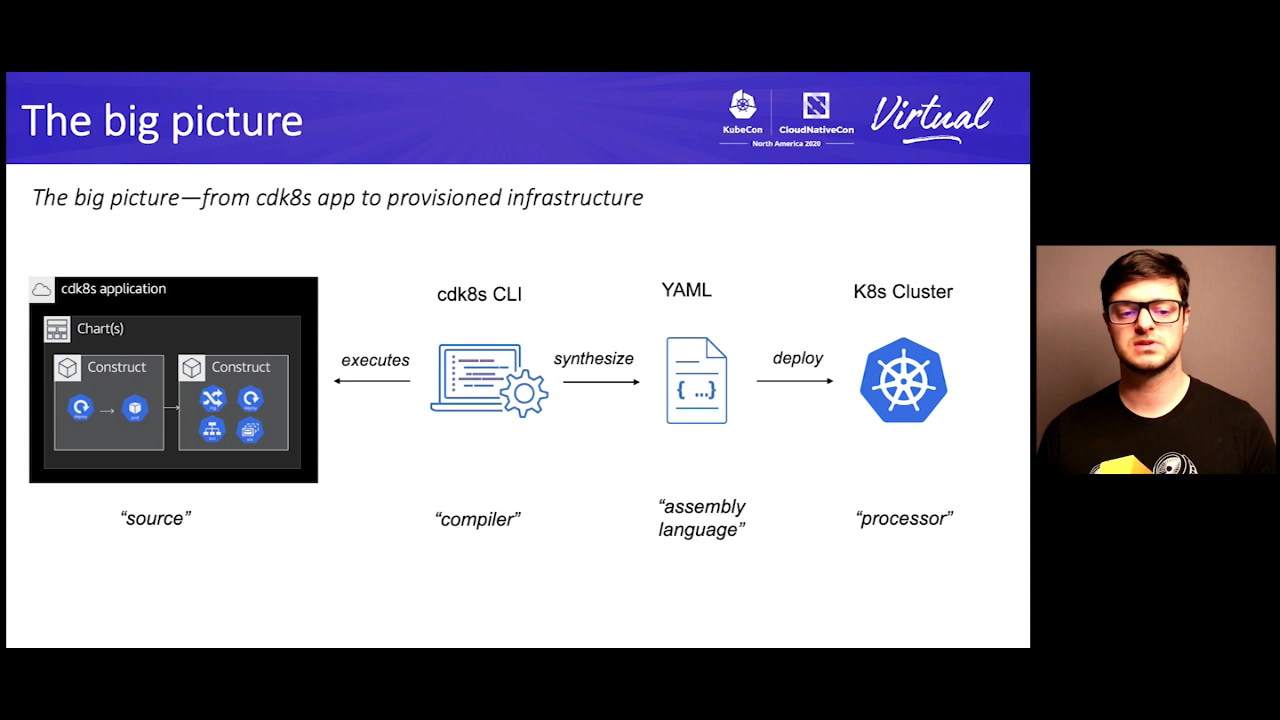 The big picture
KubeCon
CloudNativeCon
North America 2020
Virtual
The big picture—from cdk8s app to provisioned infrastructure
cdk8s application
Chart(s)
Construct
Construct
executes
cdk8s CLI
synthesize
YAML
{ ...}
deploy
K8s Cluster
“source”
“compiler”
“assembly
language”
“processor”